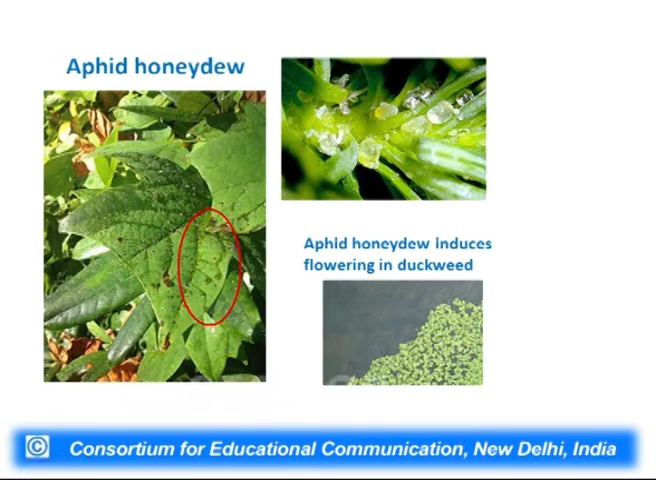 Aphid honeydew
Aphid honeydew induces
flowering in duckweed
© Consortium for Educational Communication, New Delhi, India